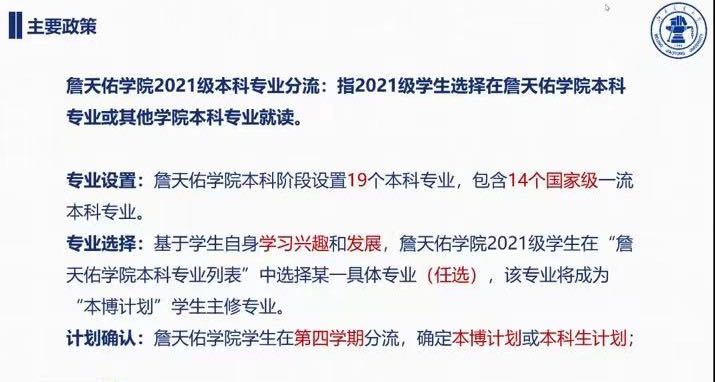 主要政策
詹天佑学院2021级本科专业分流：指2021级学生选择在詹天佑学院本科
专业或其他学院本科专业就读。
专业设置：詹天佑学院本科阶段设置19个本科专业，包含14个国家级一流
本科专业。
专业选择：基于学生自身学习兴趣和发展，詹天佑学院2021级学生在“詹
天佑学院本科专业列表”中选择某一具体专业（任选），该专业将成为
“本博计划”学生主修专业。
计划确认：詹天佑学院学生在第四学期分流，确定本博计划或本科生计划；